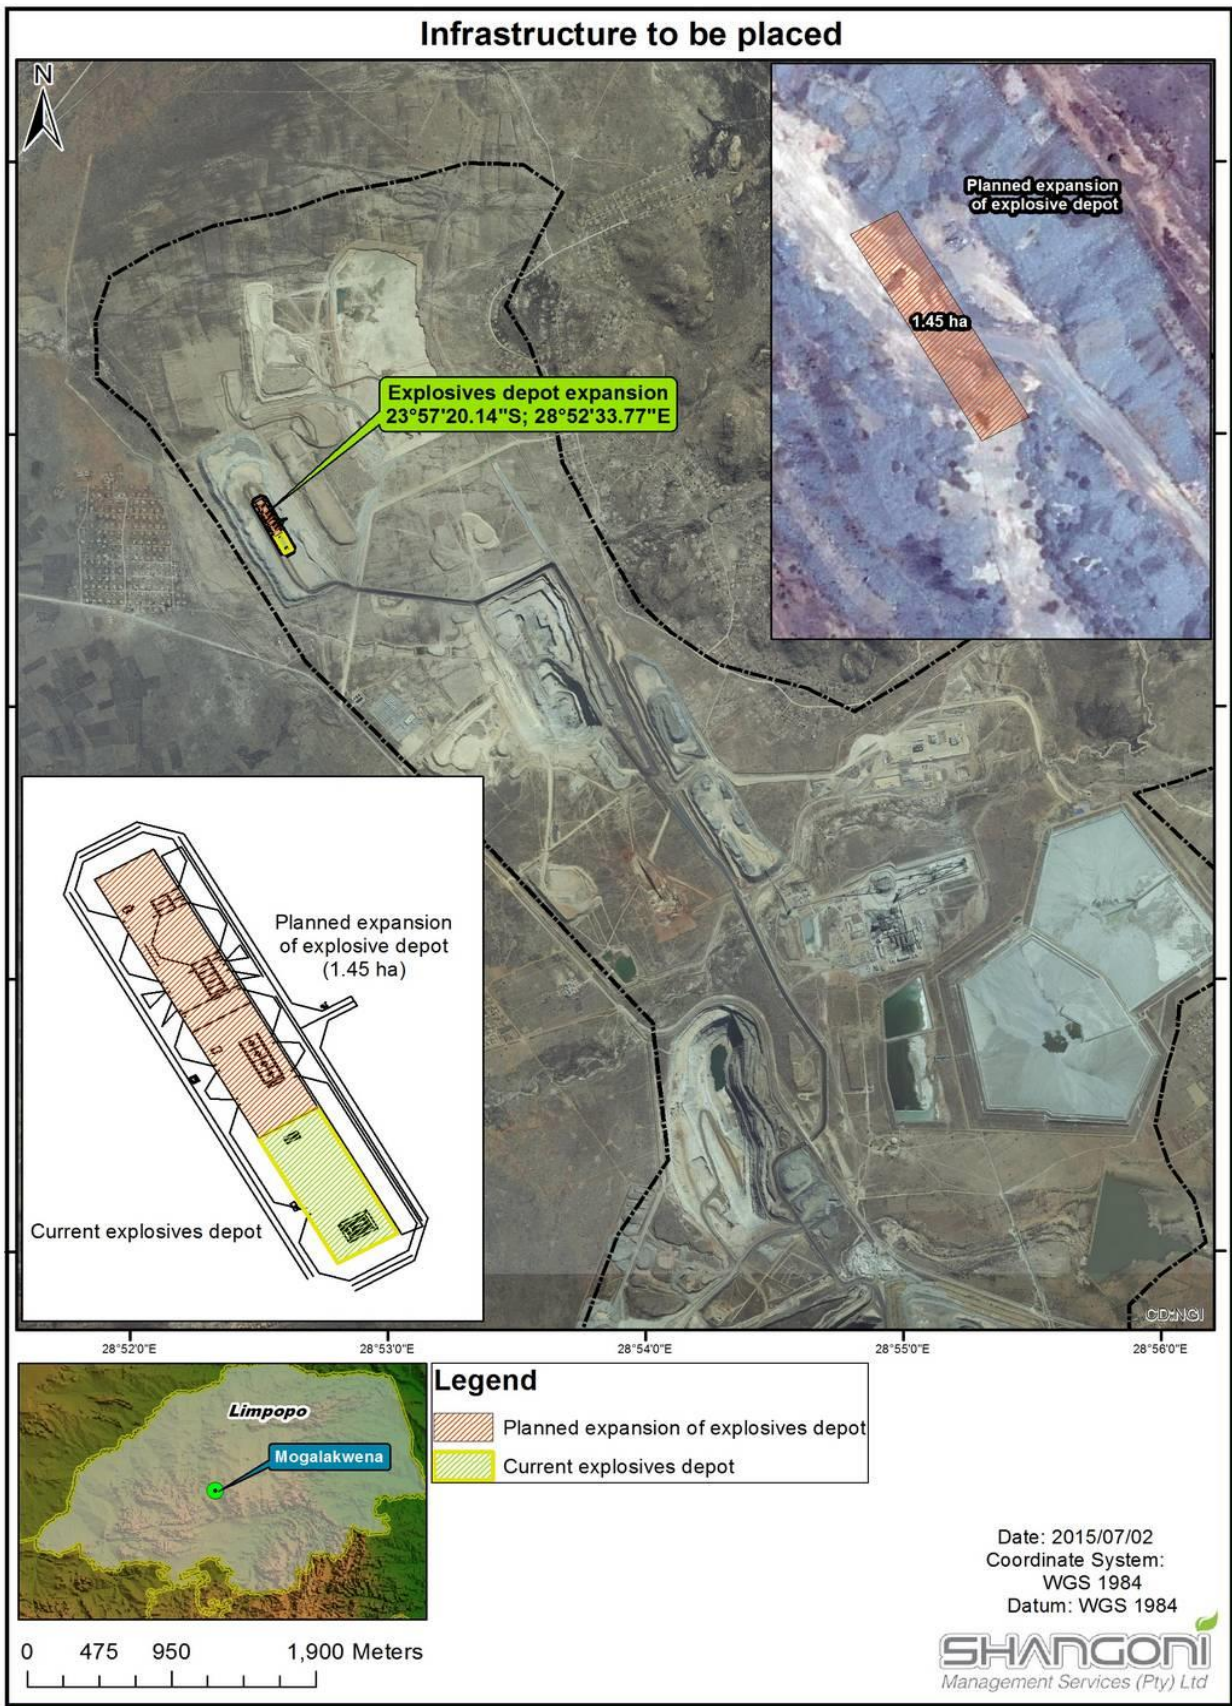 Infrastructure to be placed
N
Planned expansion
of explosive depot
1.45 ha
Explosives depot expansion
23°57'20.14"S; 28°52'33.77"E
Planned expansion
of explosive depot
(1.45 ha)
Current explosives depot
CD:NGI
28°52'0"E
28°53'0"E
28°54'0"E
28°55'0"E
28°56'0"E
Limpopo
Mogalakwena
Legend
Planned expansion of explosives depot
Current explosives depot
Date: 2015/07/02
Coordinate System:
WGS 1984
Datum: WGS 1984
0 475 950 1,900 Meters
SHANGONI
Management Services (Pty) Ltd